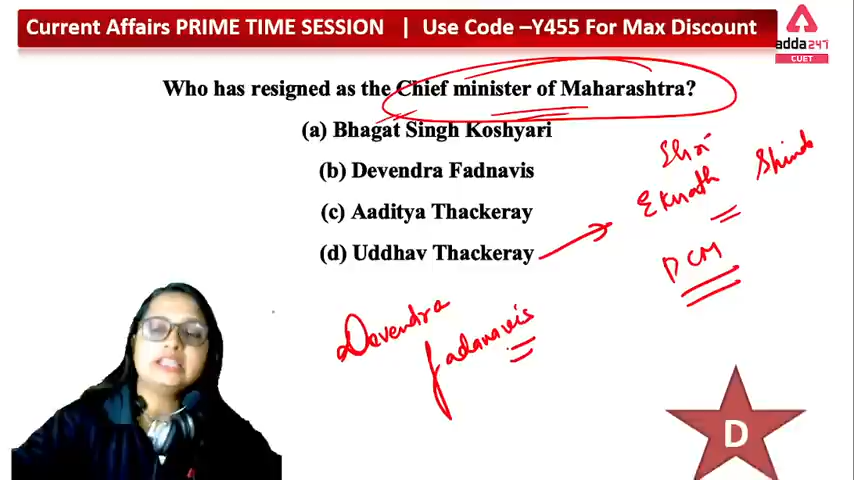 Current Affairs PRIME TIME SESSION | Use Code –Y455 For Max Discount
adda247
CUET
Who has resigned as the Chief minister of Maharashtra?
(a) Bhagat Singh Koshyari
(b) Devendra Fadnavis
(c) Aaditya Thackeray
(d) Uddhav Thackeray
Shri
Eknath Shinde
DCM
Devendra
fadanavis
D